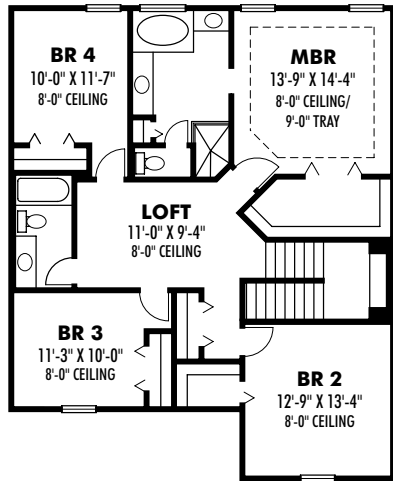 BR 4
10'-0" X 11'-7"
8'-0" CEILING
MBR
13'-9" X 14'-4"
8'-0" CEILING/
9'-0" TRAY
LOFT
11'-0" X 9'-4"
8'-0" CEILING
BR 3
11'-3" X 10'-0"
8'-0" CEILING
BR 2
12'-9" X 13'-4"
8'-0" CEILING